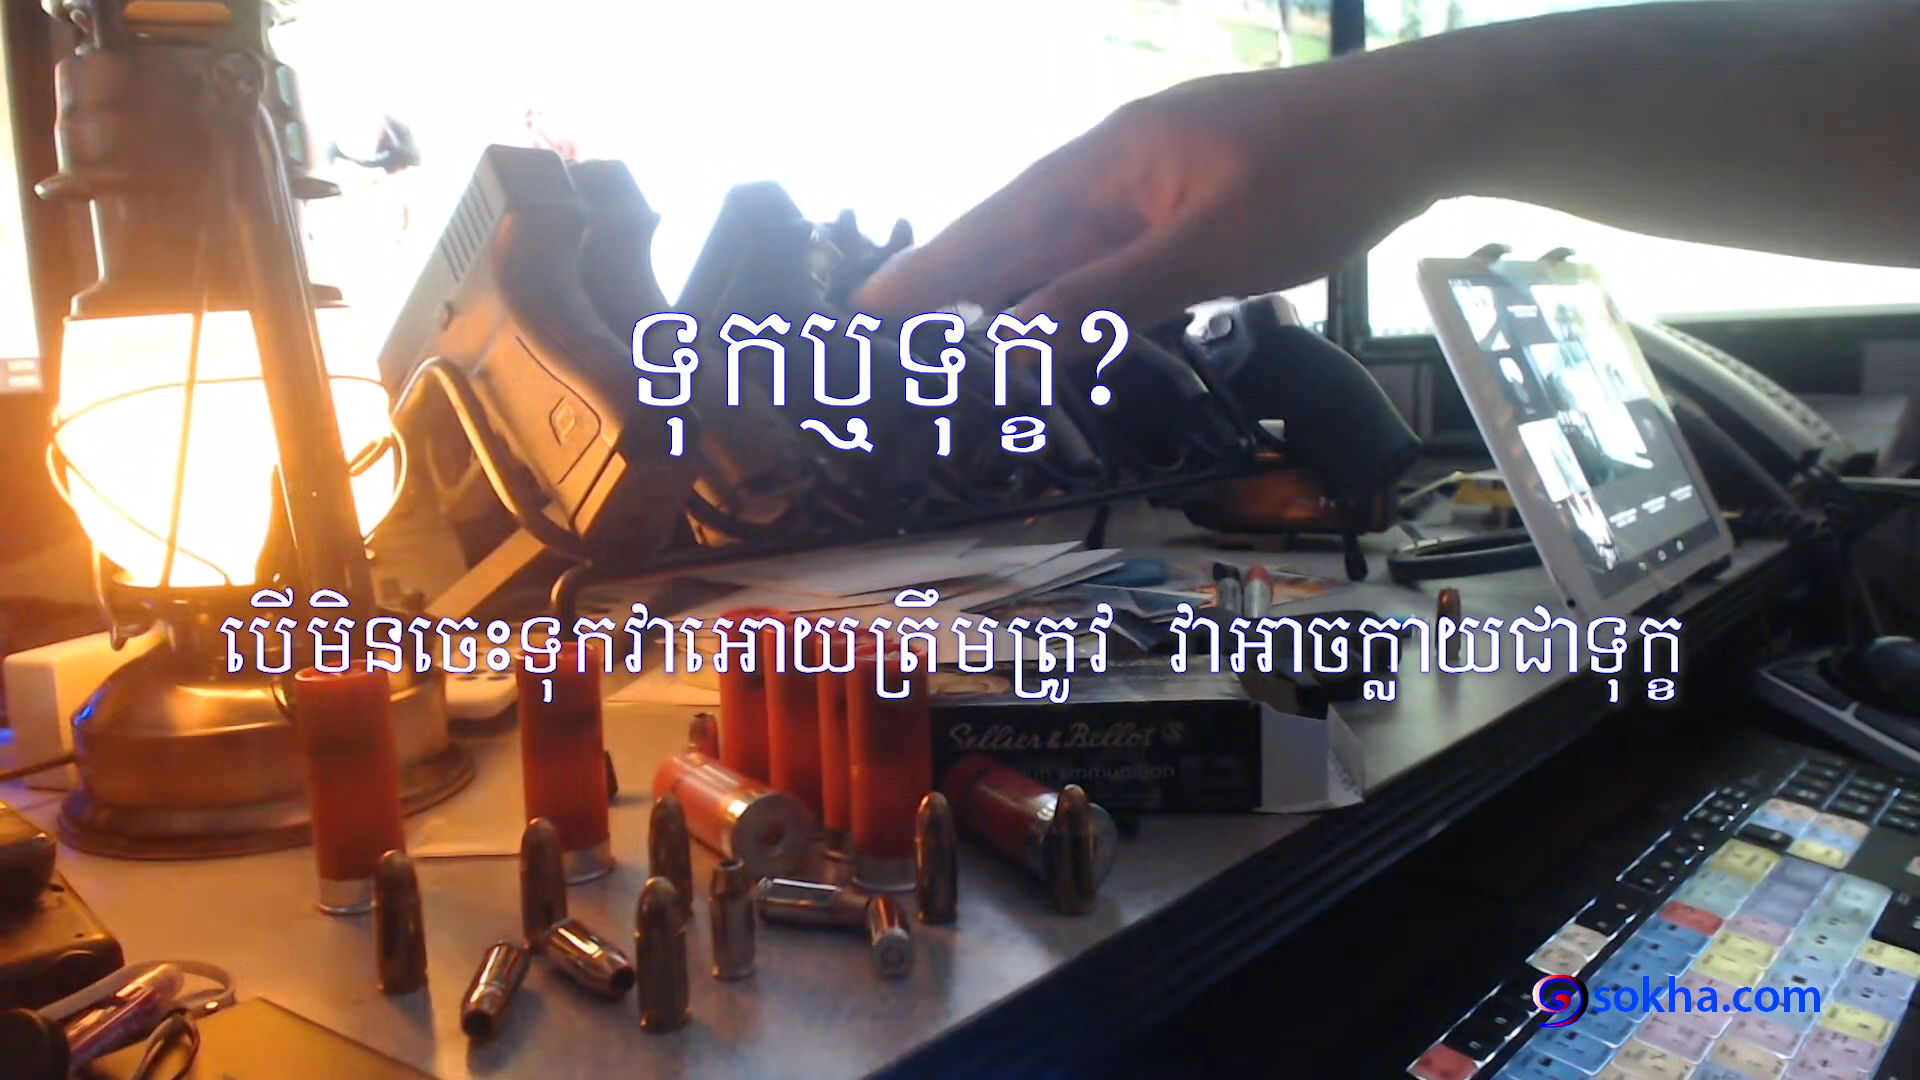 ទុកឬទុក្ខ?
បើមិនចេះទុកវាអោយត្រឹមត្រូវ វាអាចក្លាយជាទុក្ខ
Sellier & Bellot
ammunition
sokha.com